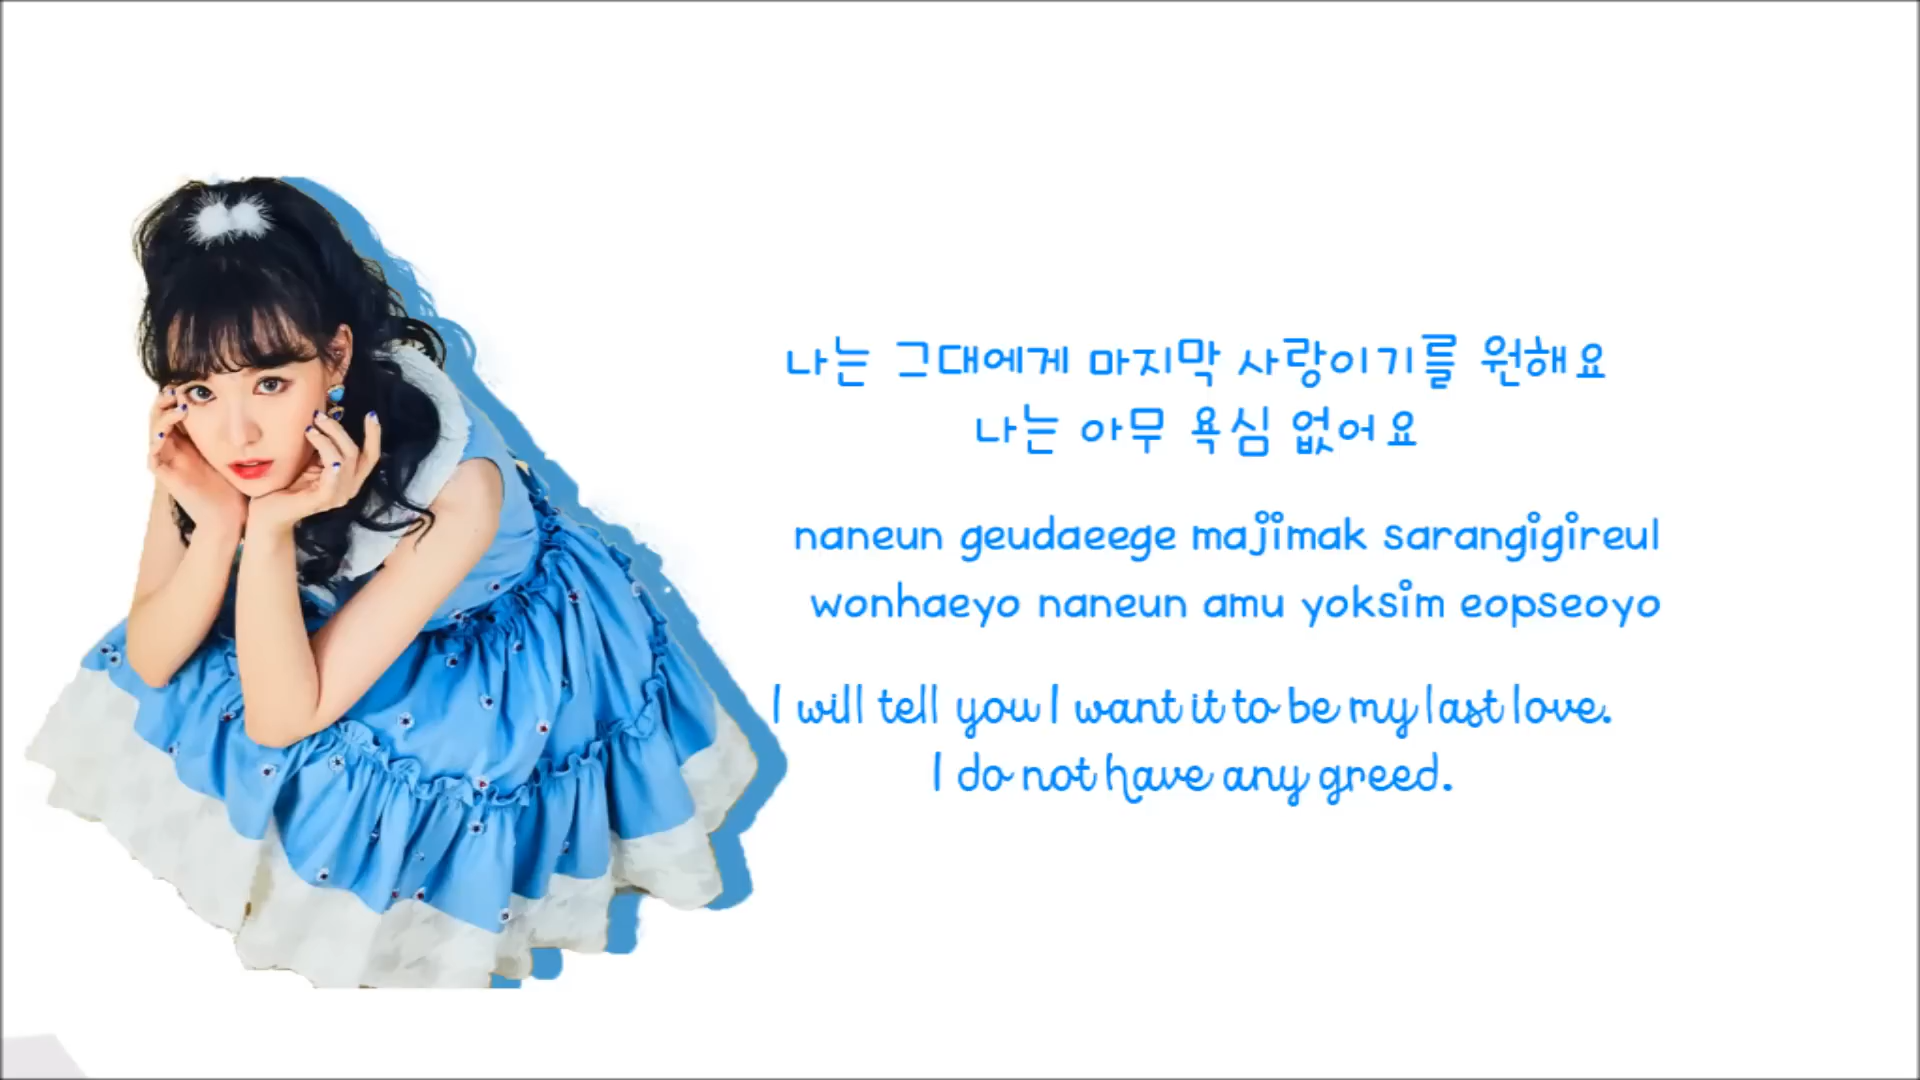 나는 그대에게 마지막 사랑이기를 원해요
나는 아무 욕심 없어요
naneun geudaeege majimak sarangigireul
wonhaeyo naneun amu yoksim eopseoyo
I will tell you I want it to be my last love.
I do not have any greed.